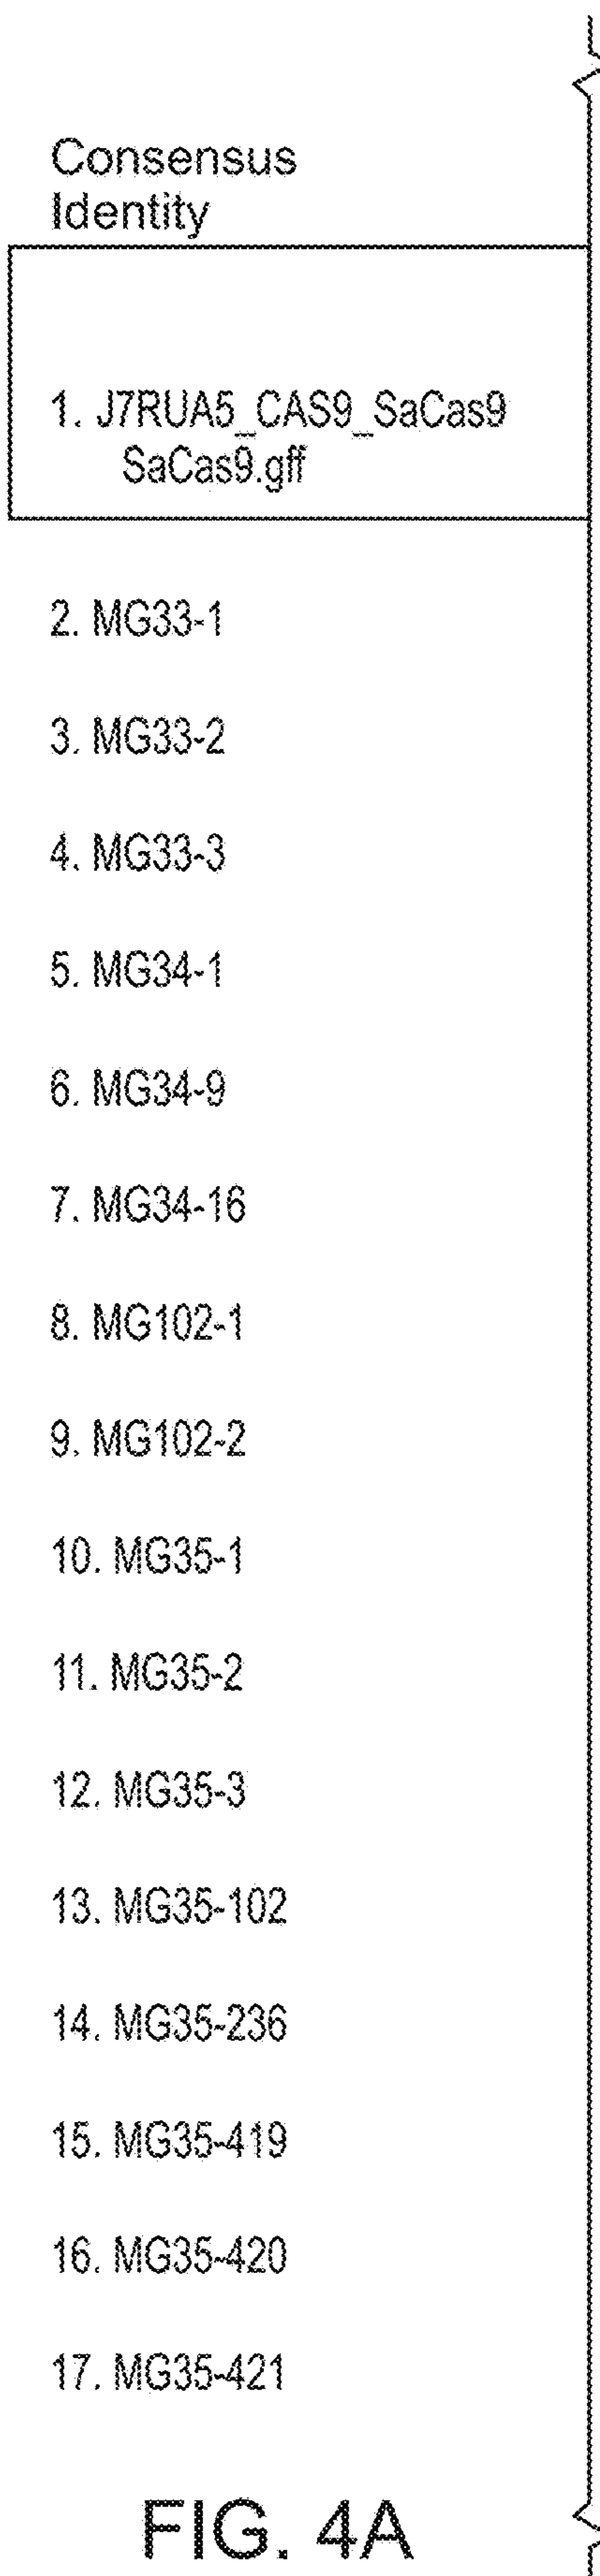 Consensus
Identity
1. J7RUA5_CAS9_SaCas9
SaCas9.gff
2. MG33-1
3. MG33-2
4. MG33-3
5. MG34-1
6. MG34-9
7. MG34-16
8. MG102-1
9. MG102-2
10. MG35-1
11. MG35-2
12. MG35-3
13. MG35-102
14. MG35-236
15. MG35-419
16. MG35-420
17. MG35-421
FIG. 4A